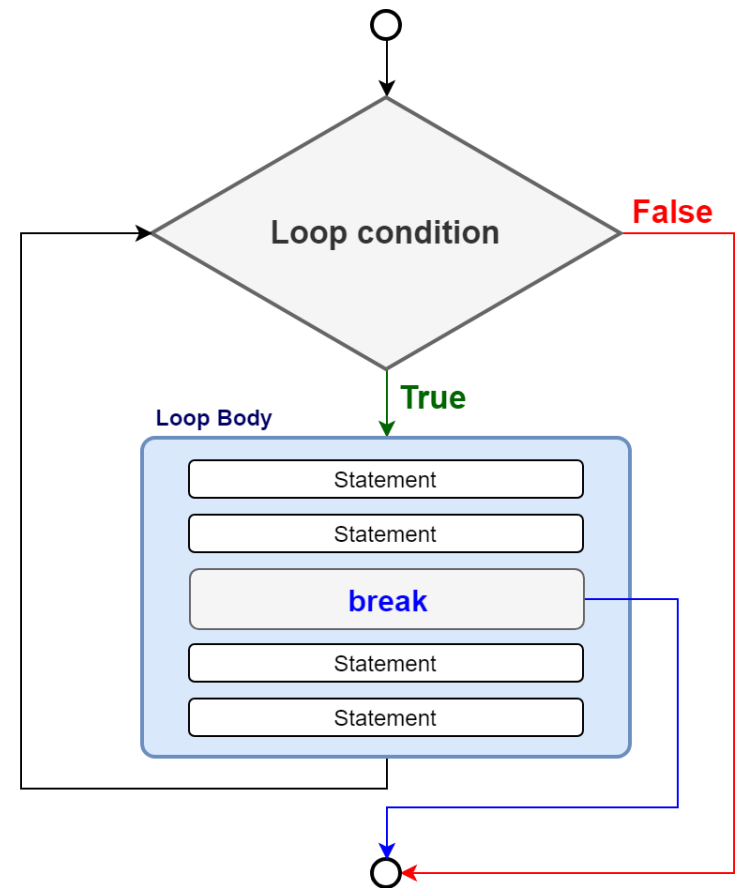 False
Loop condition
True
Loop Body
Statement
Statement
break
Statement
Statement